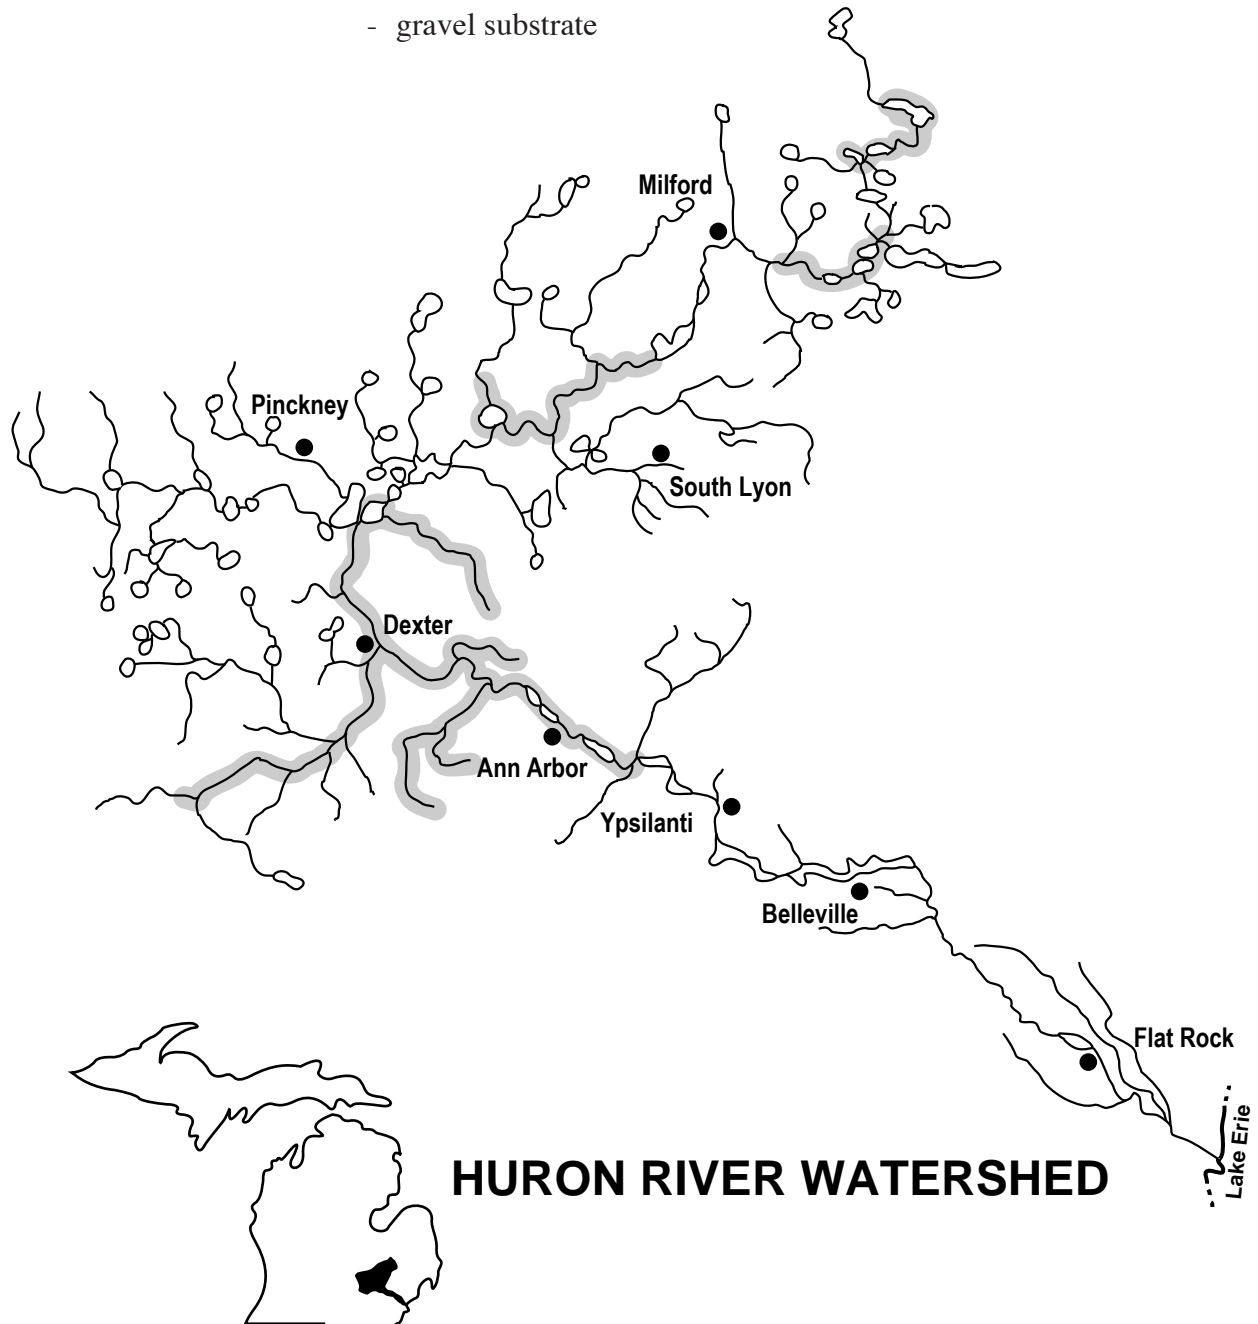 - gravel substrate
Milford
Pinckney
South Lyon
Dexter
Ann Arbor
Ypsilanti
Belleville
Flat Rock
Lake Erie
HURON RIVER WATERSHED